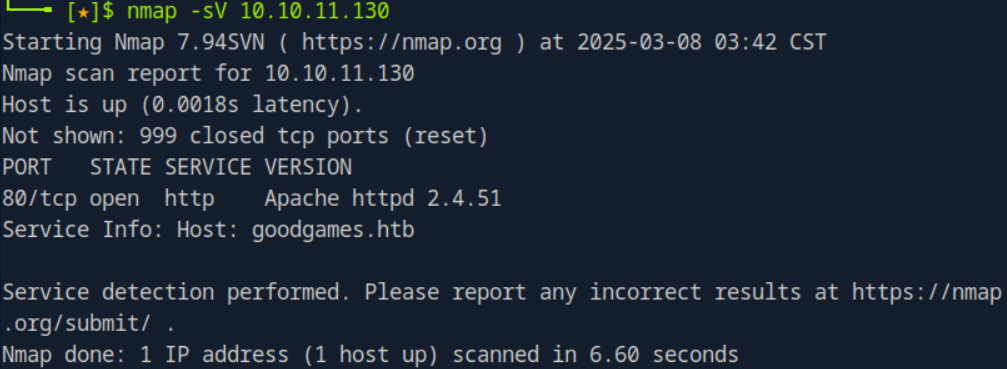 └──╼ [★]$ nmap -sV 10.10.11.130
Starting Nmap 7.94SVN ( https://nmap.org ) at 2025-03-08 03:42 CST
Nmap scan report for 10.10.11.130
Host is up (0.0018s latency).
Not shown: 999 closed tcp ports (reset)
PORT   STATE SERVICE VERSION
80/tcp open  http    Apache httpd 2.4.51
Service Info: Host: goodgames.htb
Service detection performed. Please report any incorrect results at https://nmap
.org/submit/ .
Nmap done: 1 IP address (1 host up) scanned in 6.60 seconds